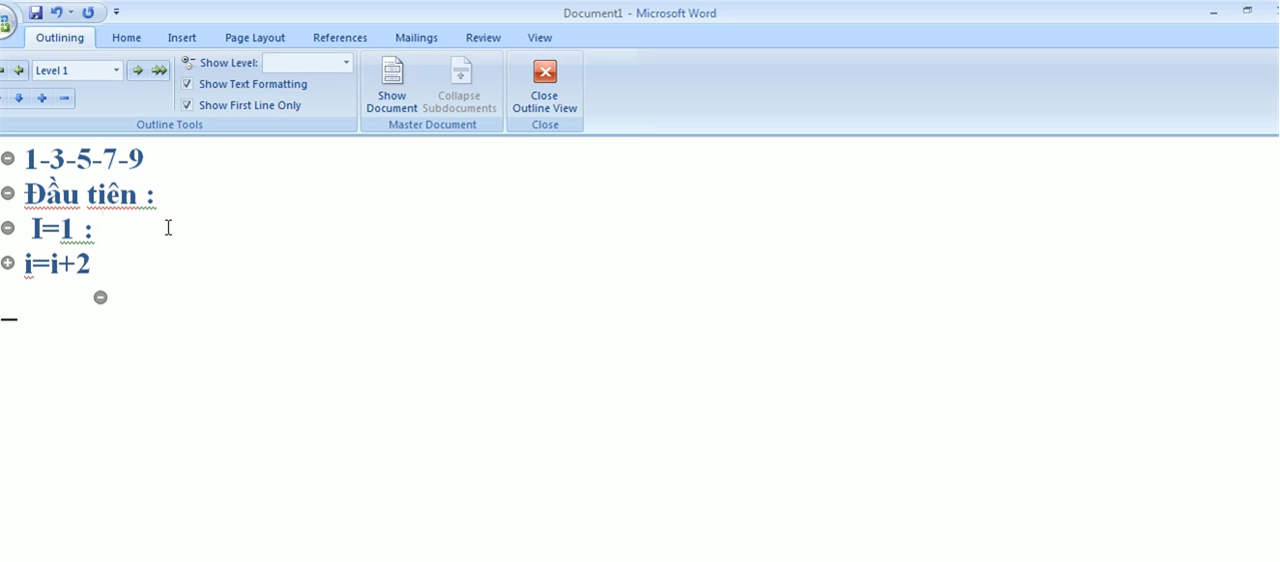 Document1 - Microsoft Word
Outlining Home Insert Page Layout References Mailings Review View
Level 1 Show Level:
Show Text Formatting
Show First Line Only
Show Document
Collapse Subdocuments
Close Outline View
Outline Tools Master Document Close
1-3-5-7-9
Đầu tiên :
I=1 :
i=i+2